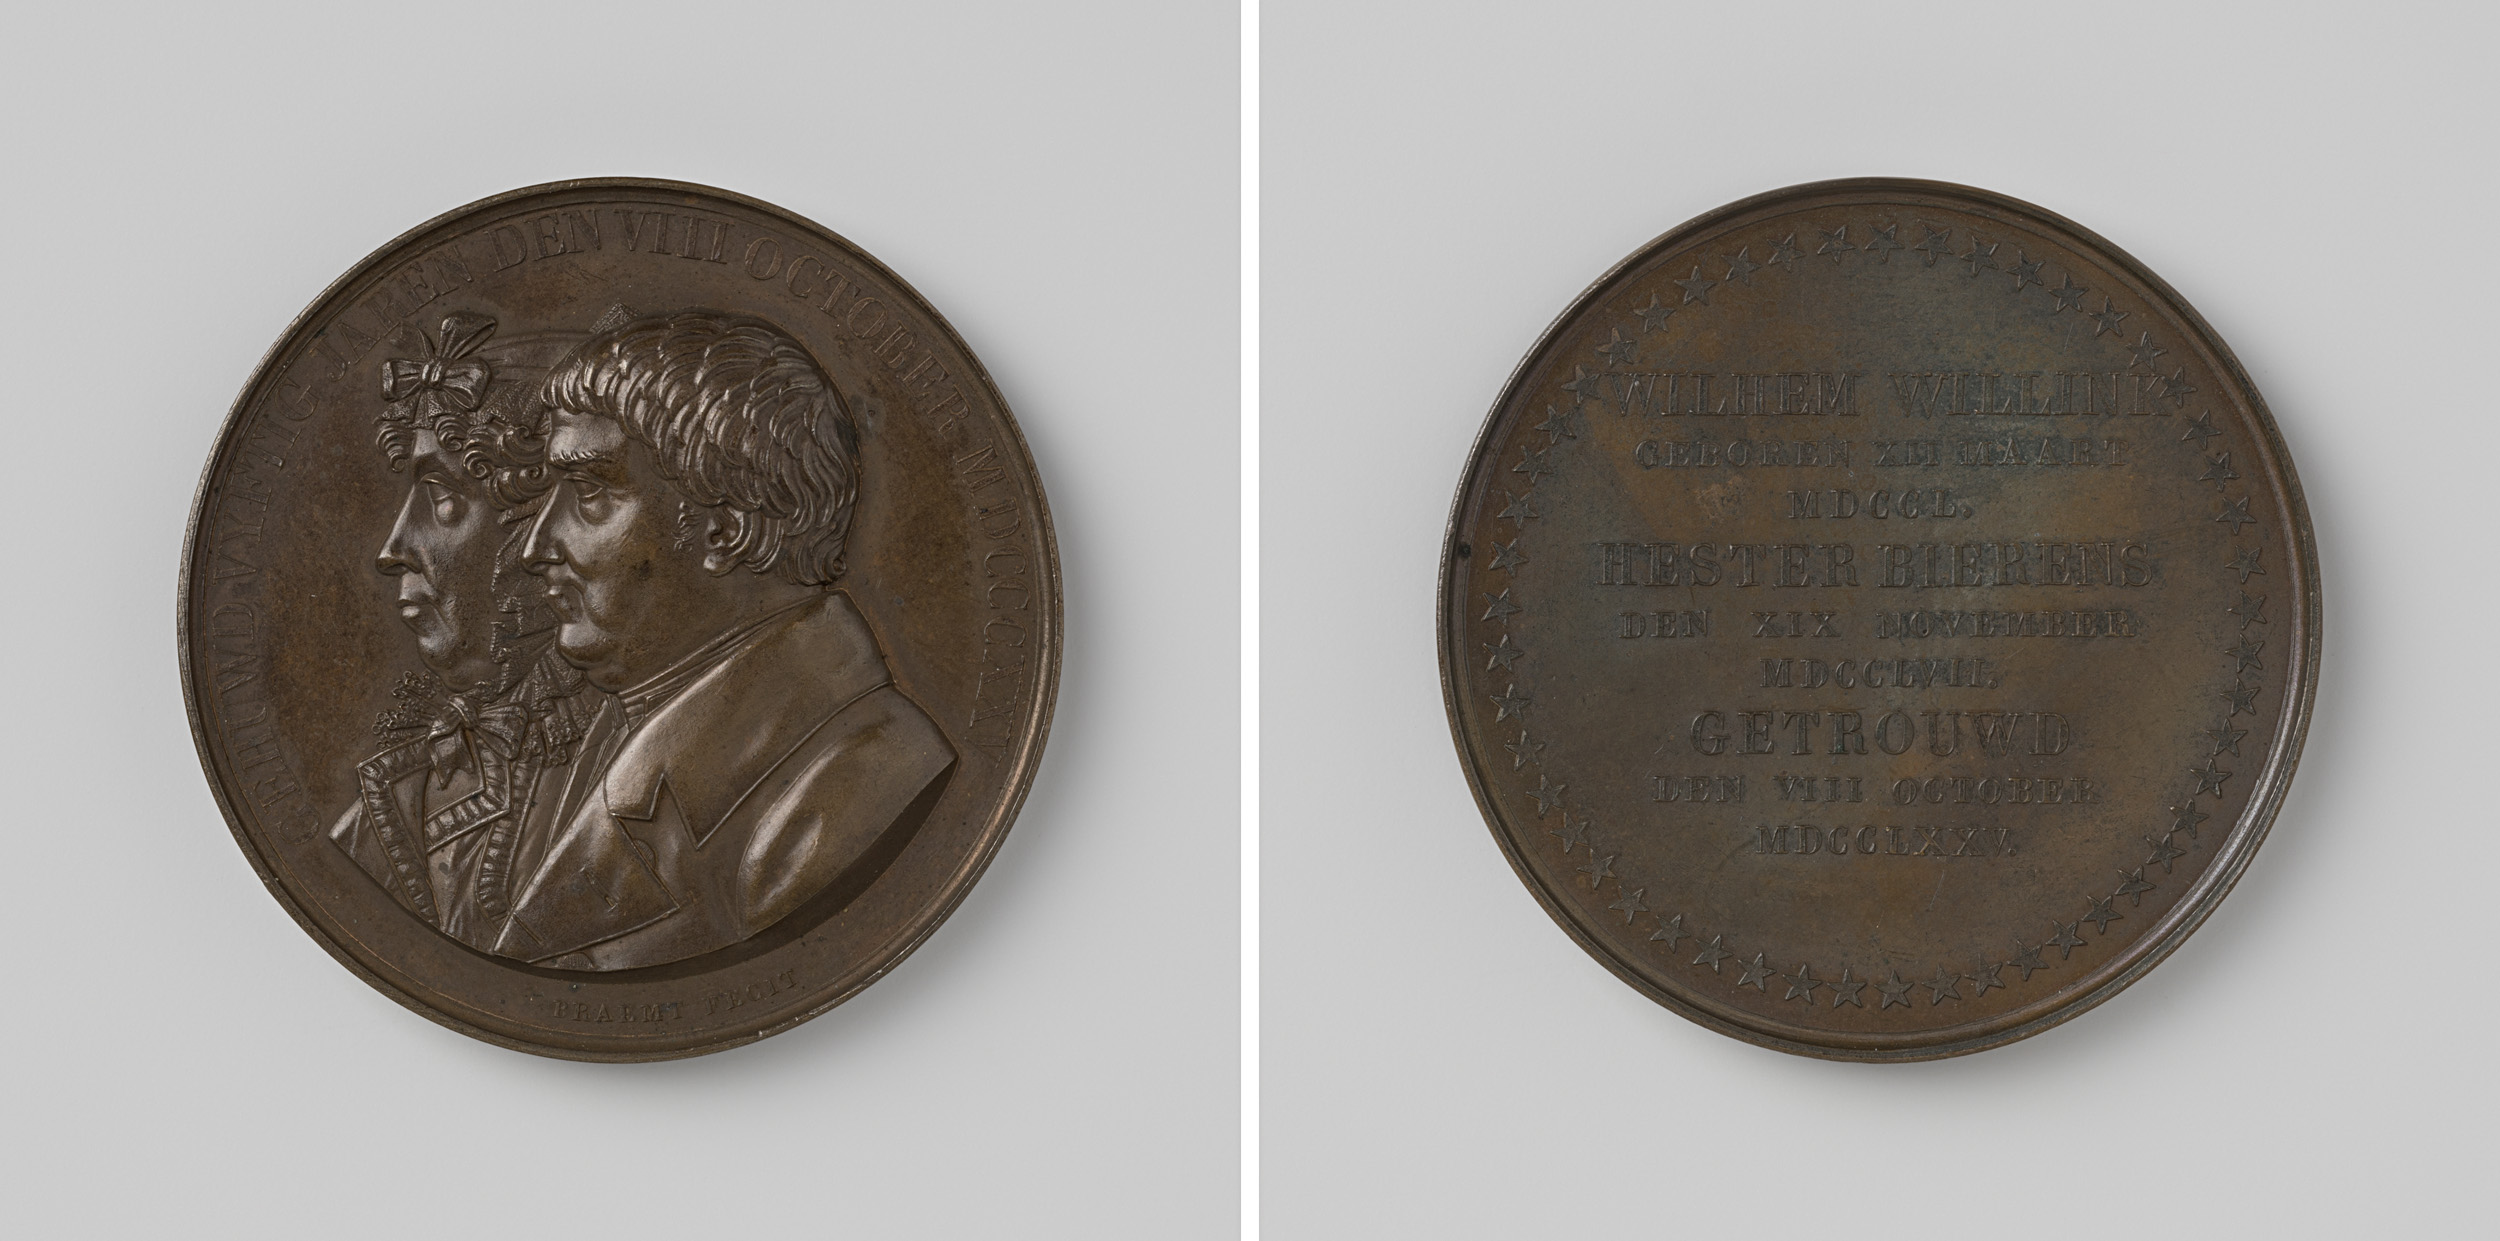 GEHUWD VYFTIG JAREN DEN VIII OCTOBER MDCCCXXV
BRAEMT FECIT
WILHEM WILLINK
GEBOREN XII MAART
MDCCL.
HESTER BIERENS
DEN XIX NOVEMBER
MDCCLVII.
GETROUWD
DEN VIII OCTOBER
MDCCLXXV.